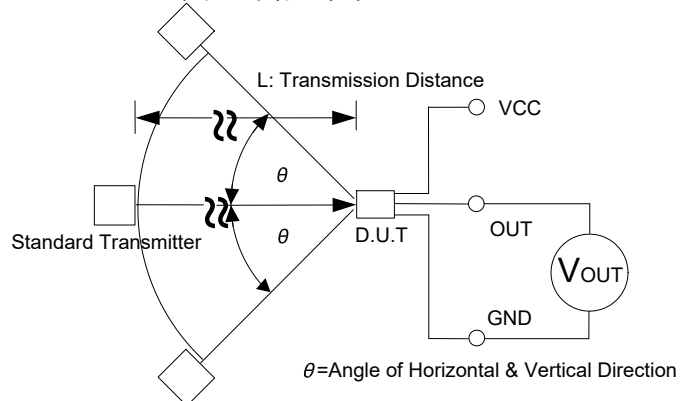 L: Transmission Distance
VCC
θ
Standard Transmitter
D.U.T
OUT
θ
VOUT
GND
θ=Angle of Horizontal & Vertical Direction